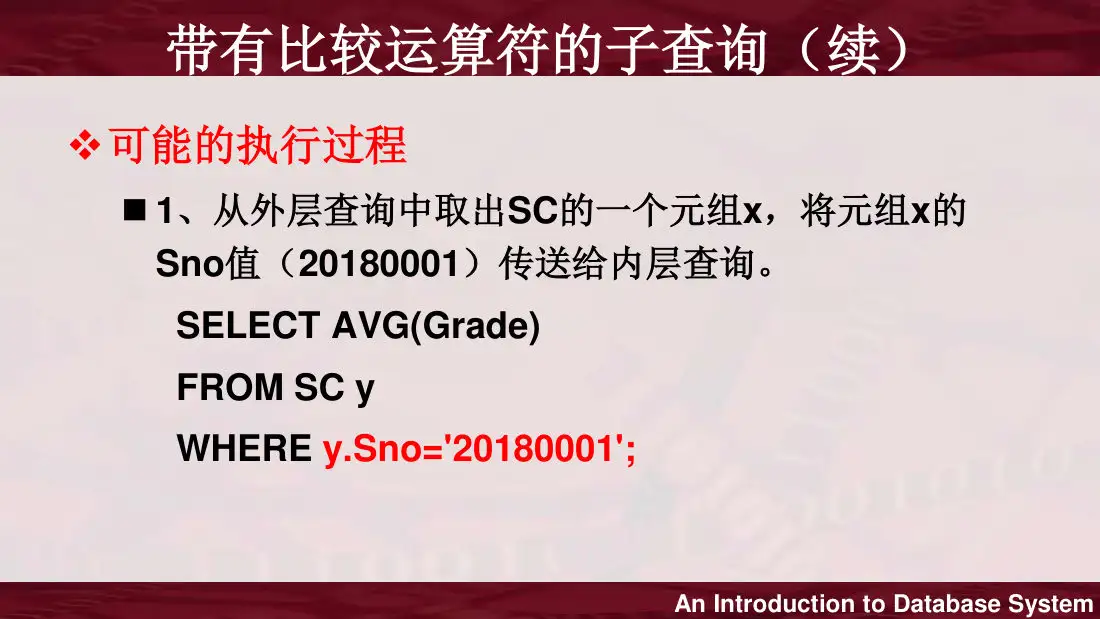 带有比较运算符的子查询（续）
可能的执行过程
1、从外层查询中取出SC的一个元组x，将元组x的
Sno值（20180001）传送给内层查询。
SELECT AVG(Grade)
FROM SC y
WHERE y.Sno='20180001';
An Introduction to Database System